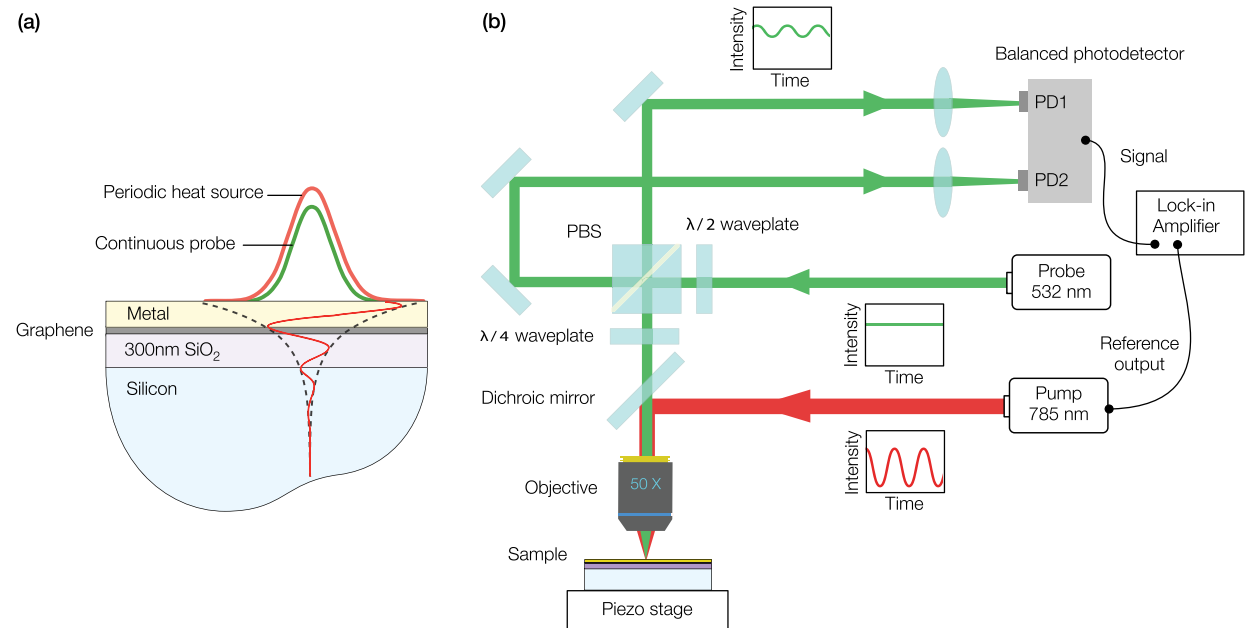 (a)
Periodic heat source
Continuous probe
Metal
Graphene
300nm SiO₂
Silicon
(b)
Intensity
Time
Balanced photodetector
PD1
PD2
Signal
Lock-in
Amplifier
PBS
λ/2 waveplate
Probe
532 nm
λ/4 waveplate
Intensity
Time
Reference
output
Dichroic mirror
Pump
785 nm
Intensity
Time
Objective
50 X
Sample
Piezo stage